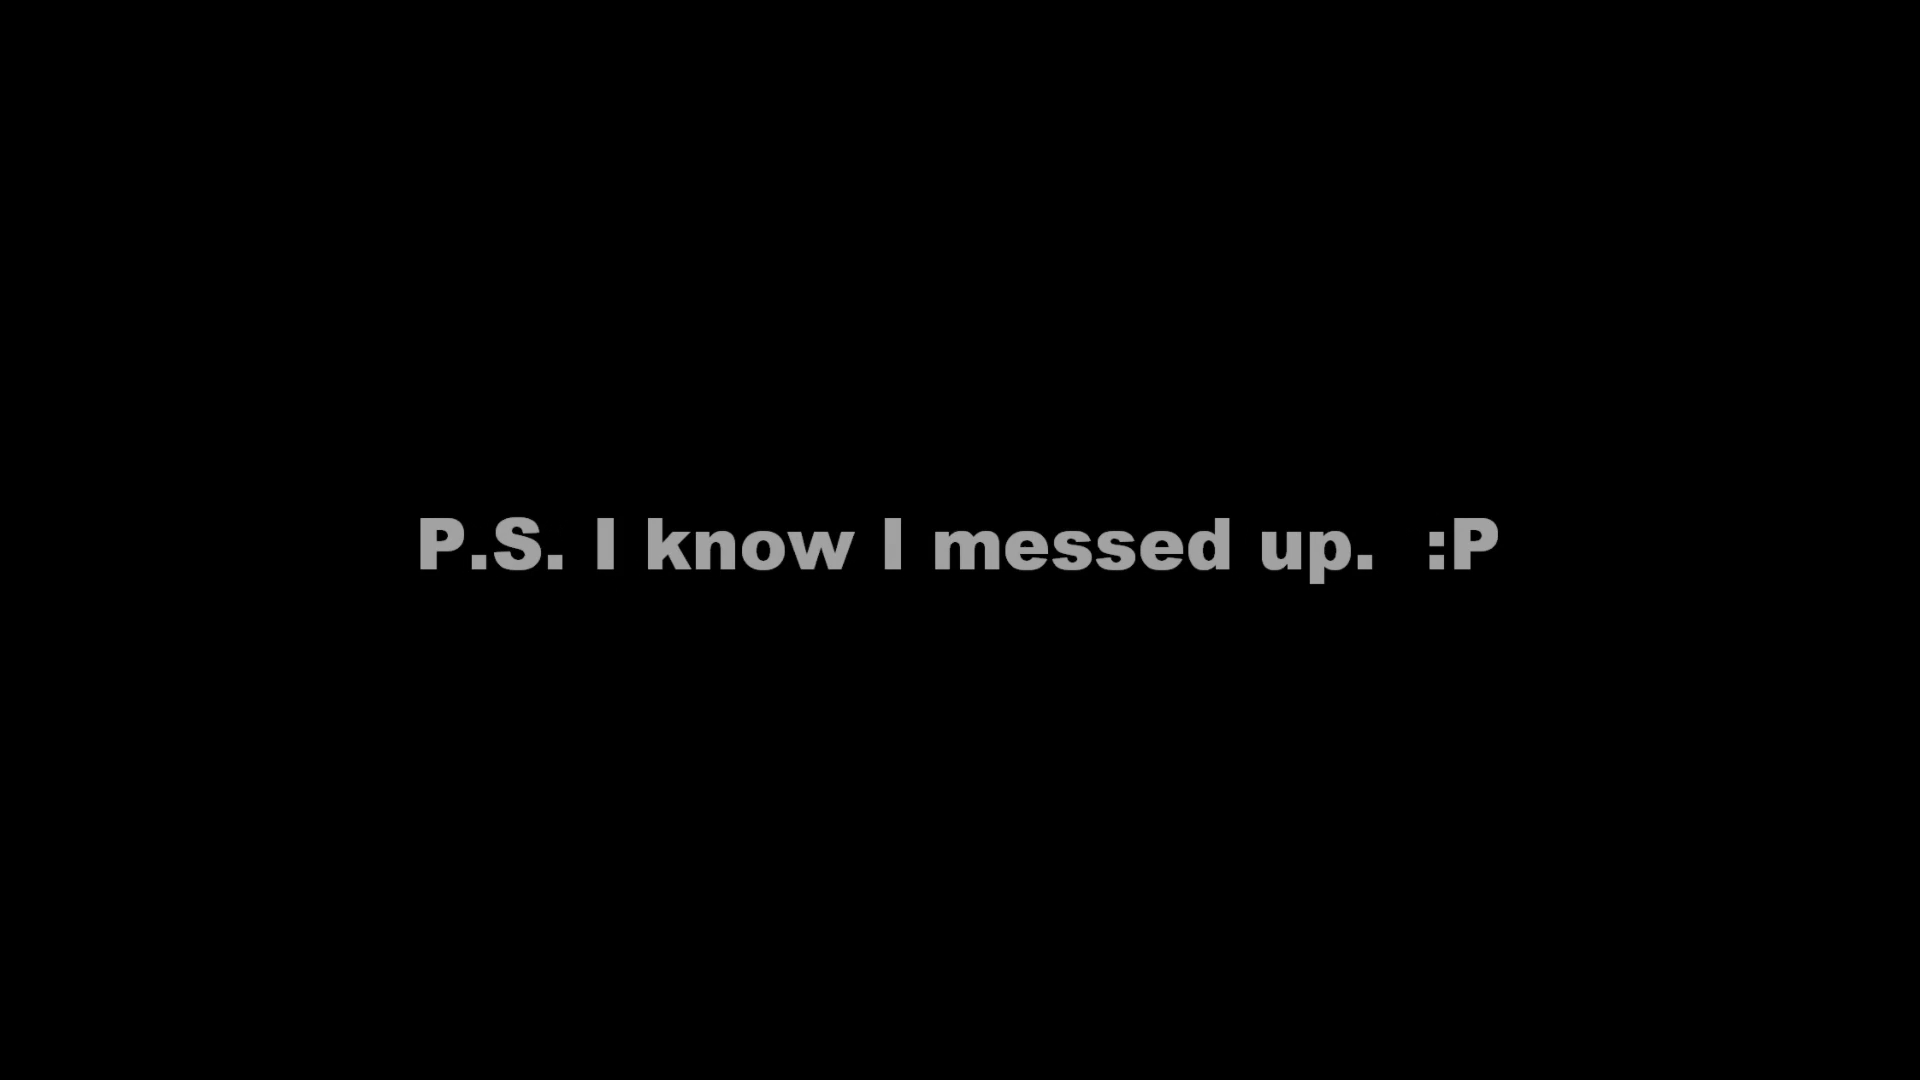 P.S. I know I messed up.  :P